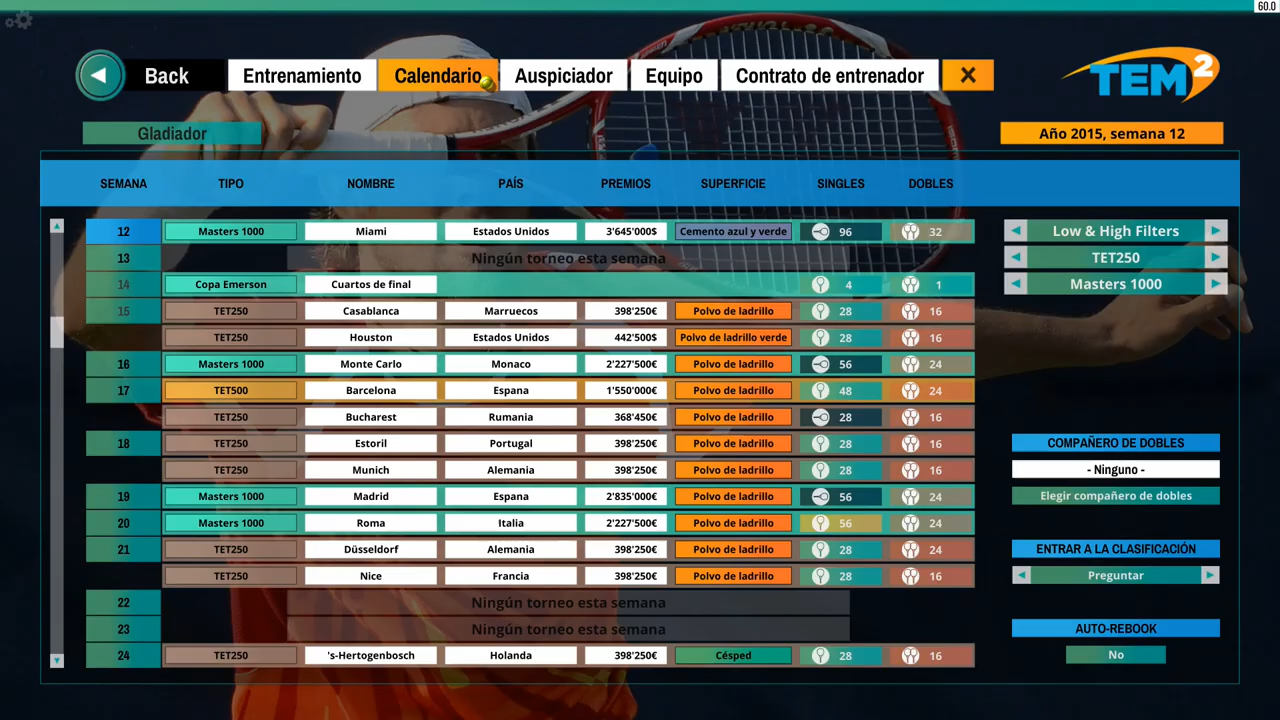 60.0
Back Entrenamiento Calendario Auspiciador Equipo Contrato de entrenador X TEM2
Gladiador Año 2015, semana 12
SEMANA TIPO NOMBRE PAÍS PREMIOS SUPERFICIE SINGLES DOBLES
12 Masters 1000 Miami Estados Unidos 3'645'000$ Cemento azul y verde 96 32 Low & High Filters
13 Ningún torneo esta semana TET250
14 Copa Emerson Cuartos de final 4 1 Masters 1000
15 TET250 Casablanca Marruecos 398'250€ Polvo de ladrillo 28 16
TET250 Houston Estados Unidos 442'500$ Polvo de ladrillo verde 28 16
16 Masters 1000 Monte Carlo Monaco 2'227'500€ Polvo de ladrillo 56 24
17 TET500 Barcelona Espana 1'550'000€ Polvo de ladrillo 48 24
TET250 Bucharest Rumania 368'450€ Polvo de ladrillo 28 16
18 TET250 Estoril Portugal 398'250€ Polvo de ladrillo 28 16 COMPAÑERO DE DOBLES
TET250 Munich Alemania 398'250€ Polvo de ladrillo 28 16 - Ninguno -
19 Masters 1000 Madrid Espana 2'835'000€ Polvo de ladrillo 56 24 Elegir compañero de dobles
20 Masters 1000 Roma Italia 2'227'500€ Polvo de ladrillo 56 24
21 TET250 Düsseldorf Alemania 398'250€ Polvo de ladrillo 28 24 ENTRAR A LA CLASIFICACIÓN
TET250 Nice Francia 398'250€ Polvo de ladrillo 28 16 Preguntar
22 Ningún torneo esta semana
23 Ningún torneo esta semana AUTO-REBOOK
24 TET250 's-Hertogenbosch Holanda 398'250€ Césped 28 16 No